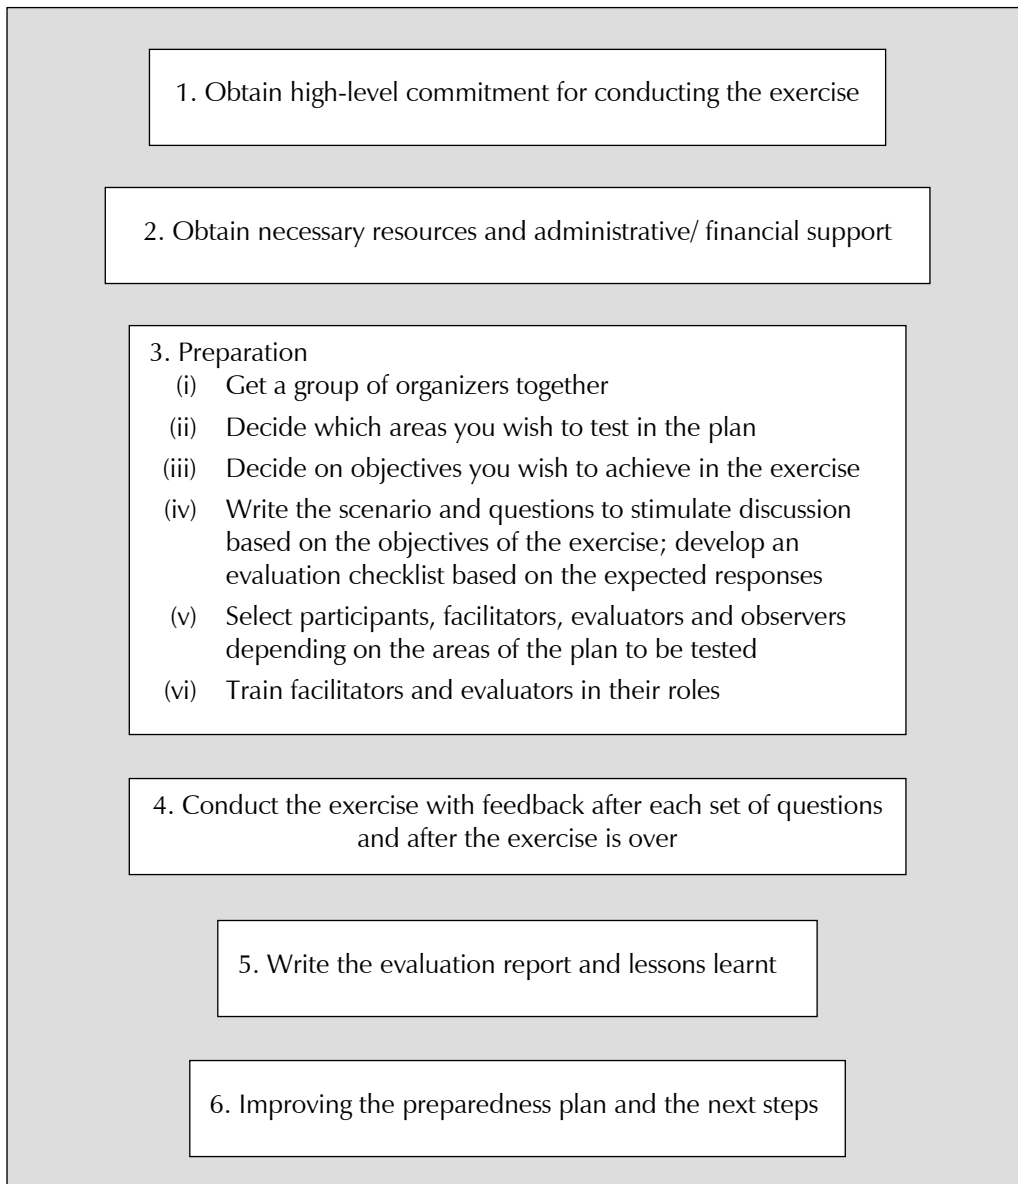 1. Obtain high-level commitment for conducting the exercise
2. Obtain necessary resources and administrative/ financial support
3. Preparation
(i) Get a group of organizers together
(ii) Decide which areas you wish to test in the plan
(iii) Decide on objectives you wish to achieve in the exercise
(iv) Write the scenario and questions to stimulate discussion
based on the objectives of the exercise; develop an
evaluation checklist based on the expected responses
(v) Select participants, facilitators, evaluators and observers
depending on the areas of the plan to be tested
(vi) Train facilitators and evaluators in their roles
4. Conduct the exercise with feedback after each set of questions
and after the exercise is over
5. Write the evaluation report and lessons learnt
6. Improving the preparedness plan and the next steps